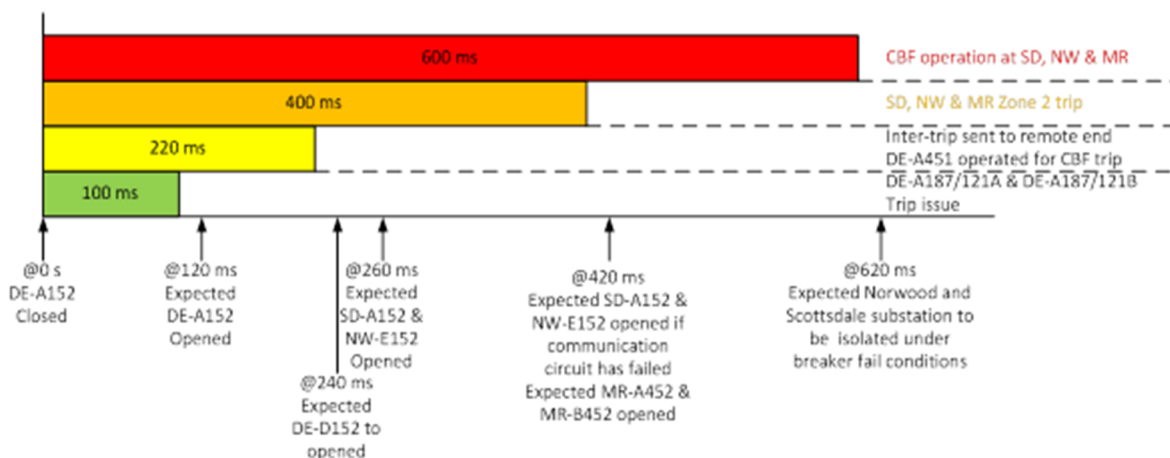 600 ms
CBF operation at SD, NW & MR
400 ms
SD, NW & MR Zone 2 trip
220 ms
Inter-trip sent to remote end
DE-A451 operated for CBF trip
100 ms
DE-A187/121A & DE-A187/121B
Trip issue
@0 s
DE-A152
Closed
@120 ms
Expected
DE-A152
Opened
@240 ms
Expected
DE-D152 to
opened
@260 ms
Expected
SD-A152 &
NW-E152
Opened
@420 ms
Expected SD-A152 &
NW-E152 opened if
communication
circuit has failed
Expected MR-A452 &
MR-B452 opened
@620 ms
Expected Norwood and
Scottsdale substation to
be isolated under
breaker fail conditions